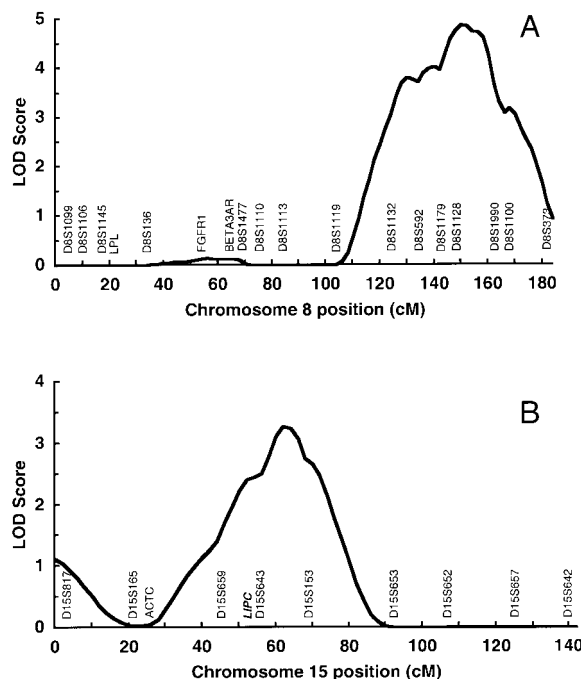 A
5
4
3
2
1
0
LOD Score
D8S1099
D8S1106
D8S1145
LPL
D8S136
FGFR1
BETA3AR
D8S1477
D8S1110
D8S1113
D8S1119
D8S1132
D8S592
D8S1179
D8S1128
D8S1990
D8S1100
D8S373
0 20 40 60 80 100 120 140 160 180
Chromosome 8 position (cM)
B
4
3
2
1
0
LOD Score
D15S817
D15S165
ACTC
D15S659
LIPC
D15S643
D15S153
D15S653
D15S652
D15S657
D15S642
0 20 40 60 80 100 120 140
Chromosome 15 position (cM)